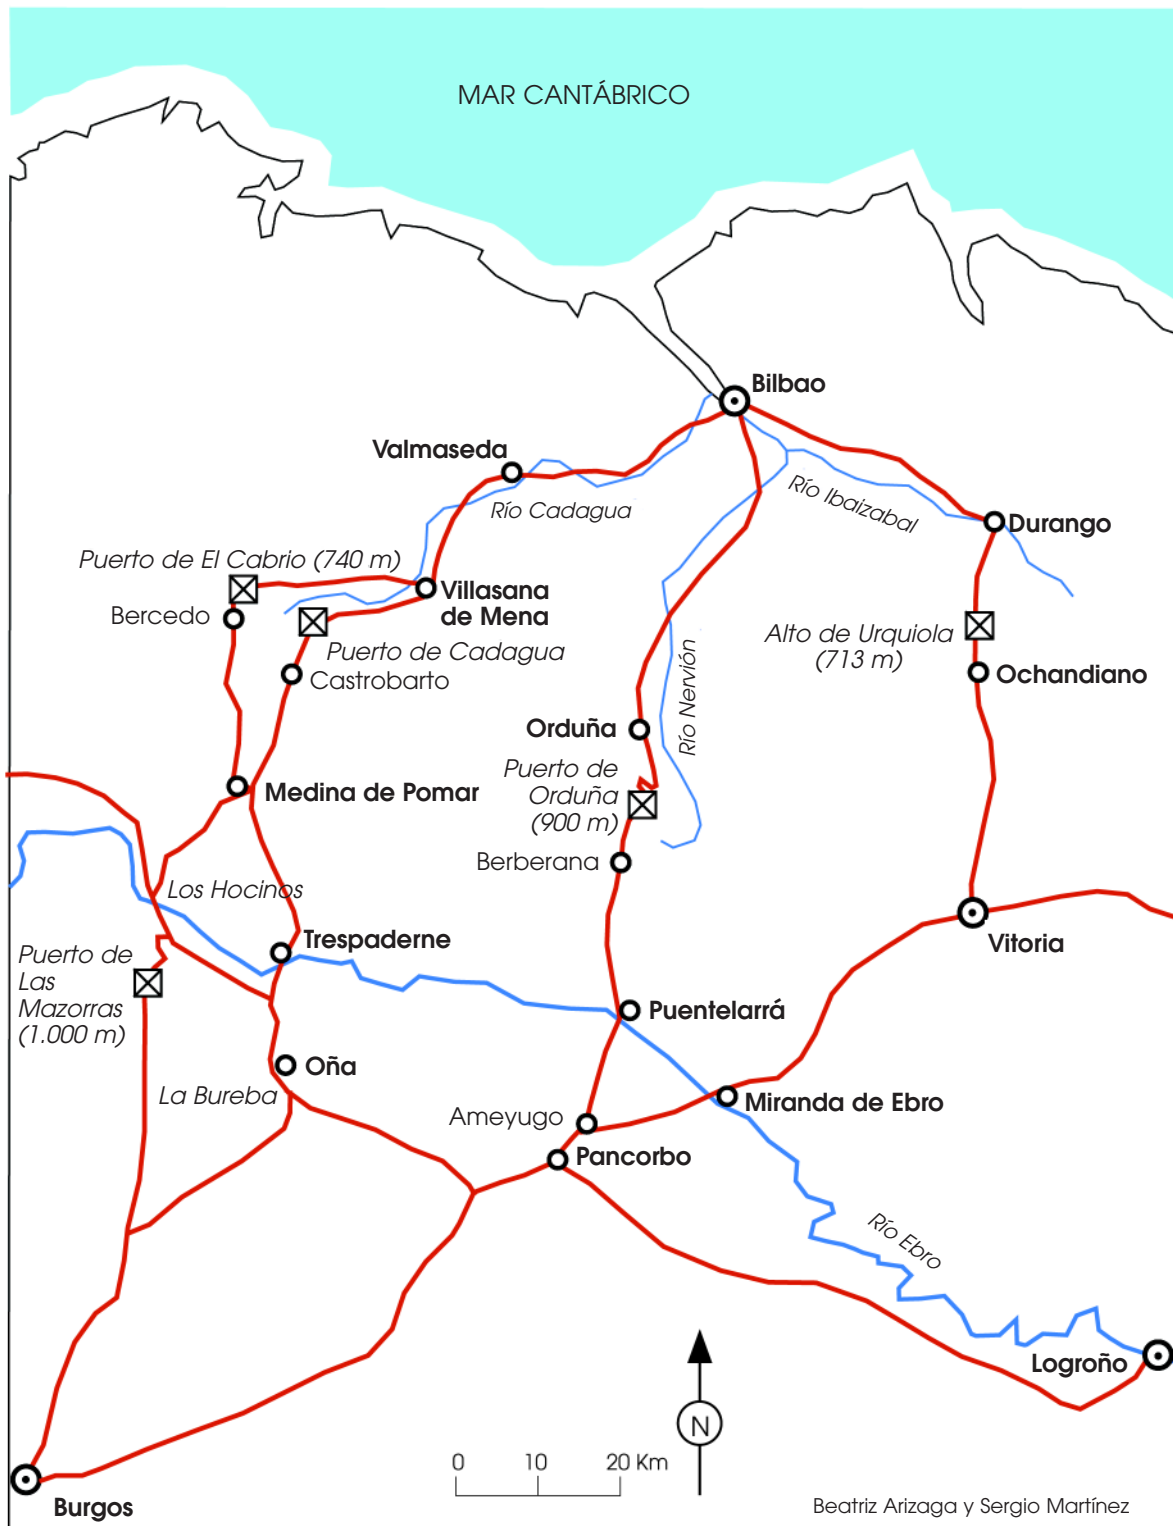 MAR CANTÁBRICO
Bilbao
Valmaseda
Río Cadagua
Río Ibaizabal
Durango
Puerto de El Cabrio (740 m)
Villasana
de Mena
Bercedo
Puerto de Cadagua
Castrobarto
Alto de Urquiola
(713 m)
Ochandiano
Río Nervión
Orduña
Puerto de
Orduña
(900 m)
Medina de Pomar
Berberana
Los Hocinos
Trespaderne
Vitoria
Puerto de
Las
Mazorras
(1.000 m)
Puentelarrá
Oña
La Bureba
Ameyugo
Miranda de Ebro
Pancorbo
Río Ebro
Logroño
N
0 10 20 Km
Burgos
Beatriz Arizaga y Sergio Martínez